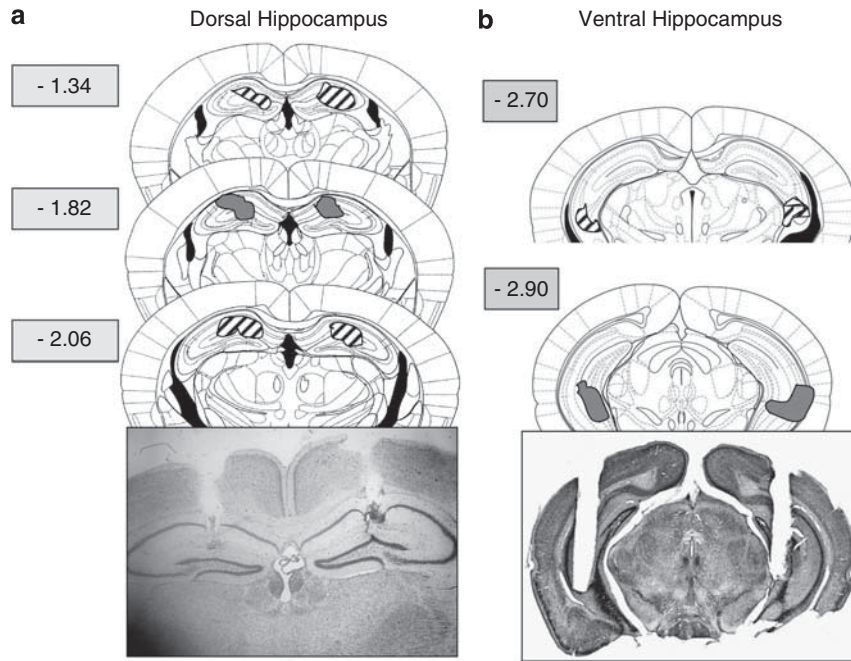 a
Dorsal Hippocampus
- 1.34
- 1.82
- 2.06
b
Ventral Hippocampus
- 2.70
- 2.90